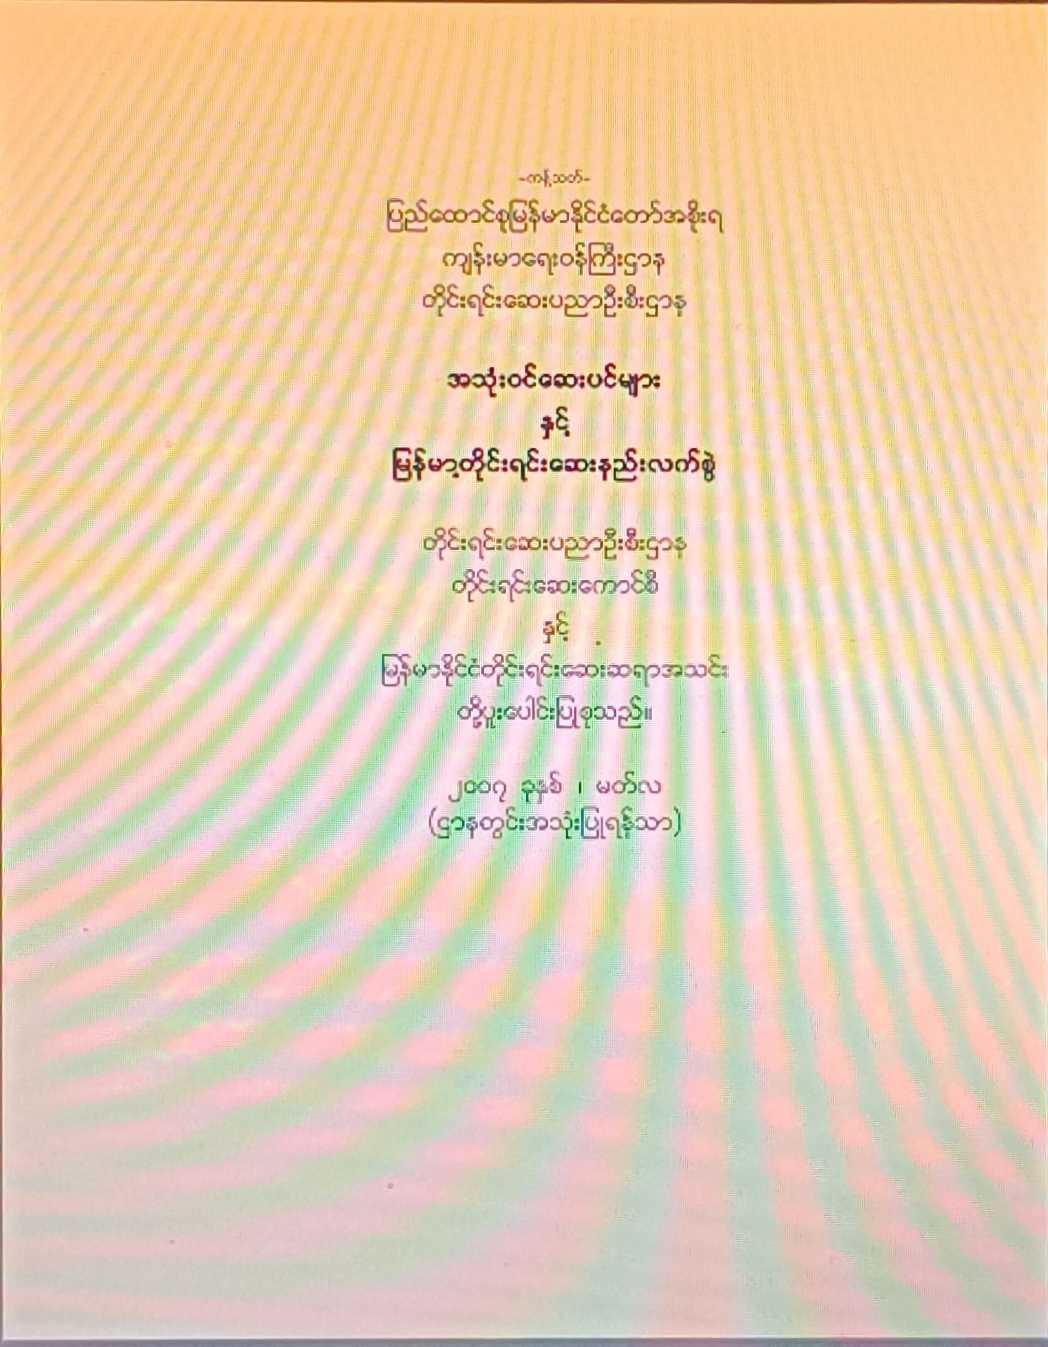 -ကန့်သတ်-
ပြည်ထောင်စုမြန်မာနိုင်ငံတော်အစိုးရ
ကျန်းမာရေးဝန်ကြီးဌာန
တိုင်းရင်းဆေးပညာဦးစီးဌာန
အသုံးဝင်ဆေးပင်များ
နှင့်
မြန်မာ့တိုင်းရင်းဆေးနည်းလက်စွဲ
တိုင်းရင်းဆေးပညာဦးစီးဌာန
တိုင်းရင်းဆေးကောင်စီ
နှင့်
မြန်မာနိုင်ငံတိုင်းရင်းဆေးဆရာအသင်း
တို့ပူးပေါင်းပြုစုသည်။
၂၀၀၇ ခုနှစ် ၊ မတ်လ
(ဌာနတွင်းအသုံးပြုရန်သာ)